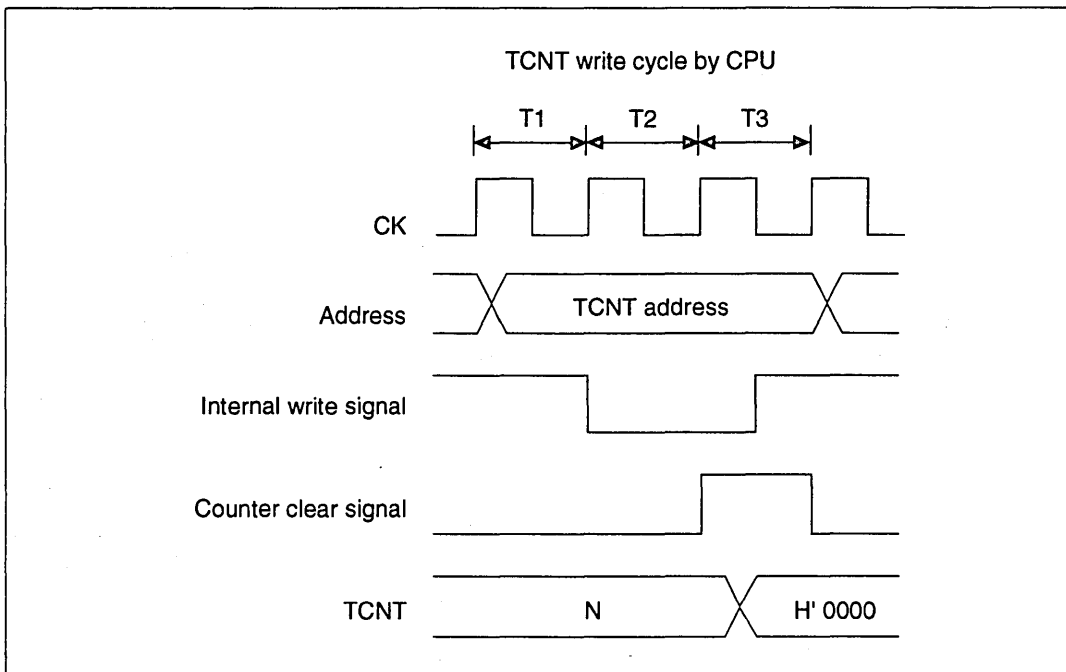 TCNT write cycle by CPU
T1 T2 T3
CK
Address
TCNT address
Internal write signal
Counter clear signal
TCNT
N
H' 0000